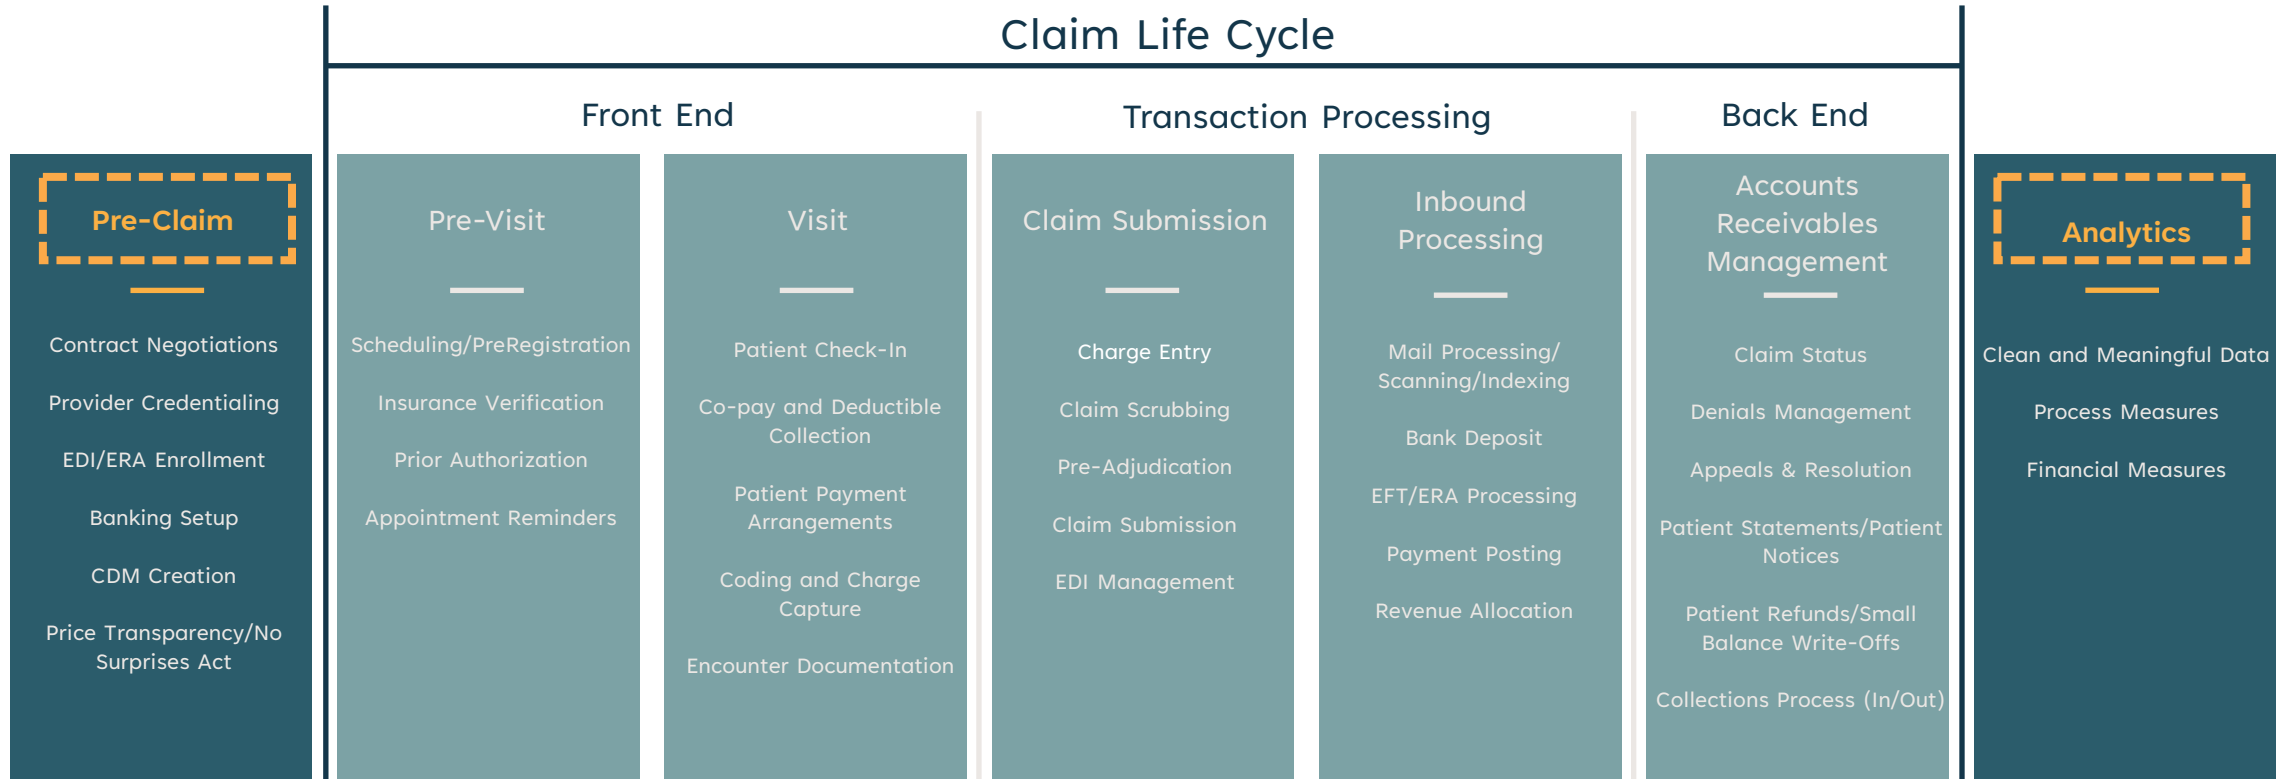 Claim Life Cycle
Front End
Transaction Processing
Back End
Pre-Claim
Contract Negotiations
Provider Credentialing
EDI/ERA Enrollment
Banking Setup
CDM Creation
Price Transparency/No
Surprises Act
Pre-Visit
Scheduling/PreRegistration
Insurance Verification
Prior Authorization
Appointment Reminders
Visit
Patient Check-In
Co-pay and Deductible
Collection
Patient Payment
Arrangements
Coding and Charge
Capture
Encounter Documentation
Claim Submission
Charge Entry
Claim Scrubbing
Pre-Adjudication
Claim Submission
EDI Management
Inbound
Processing
Mail Processing/
Scanning/Indexing
Bank Deposit
EFT/ERA Processing
Payment Posting
Revenue Allocation
Accounts
Receivables
Management
Claim Status
Denials Management
Appeals & Resolution
Patient Statements/Patient
Notices
Patient Refunds/Small
Balance Write-Offs
Collections Process (In/Out)
Analytics
Clean and Meaningful Data
Process Measures
Financial Measures